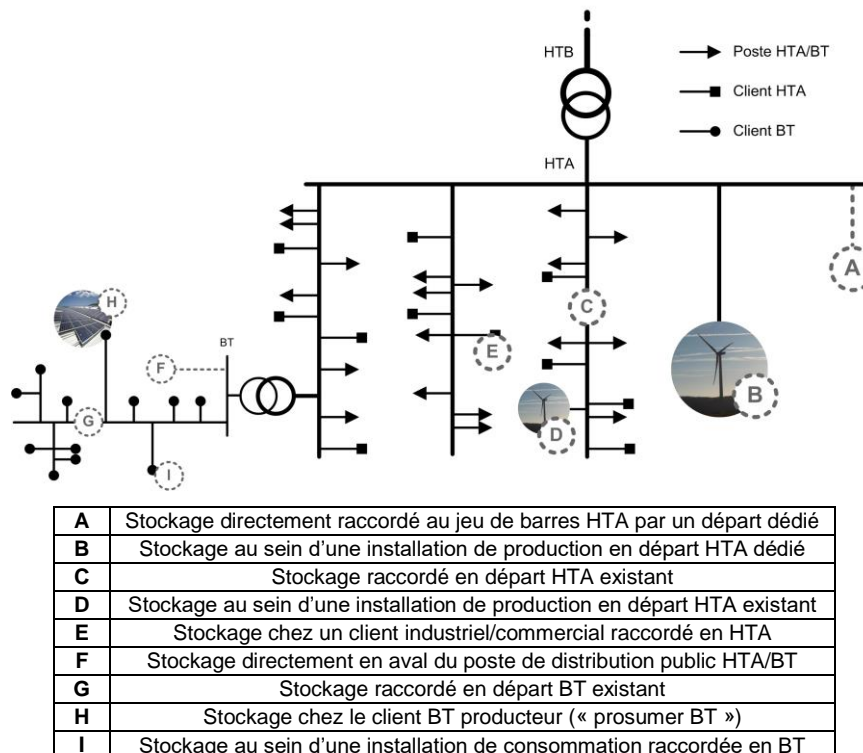 HTB
Poste HTA/BT
Client HTA
Client BT
HTA
A
H
C
BT
F
E
B
D
G
I
A Stockage directement raccordé au jeu de barres HTA par un départ dédié
B Stockage au sein d’une installation de production en départ HTA dédié
C Stockage raccordé en départ HTA existant
D Stockage au sein d’une installation de production en départ HTA existant
E Stockage chez un client industriel/commercial raccordé en HTA
F Stockage directement en aval du poste de distribution public HTA/BT
G Stockage raccordé en départ BT existant
H Stockage chez le client BT producteur (« prosumer BT »)
I Stockage au sein d’une installation de consommation raccordée en BT